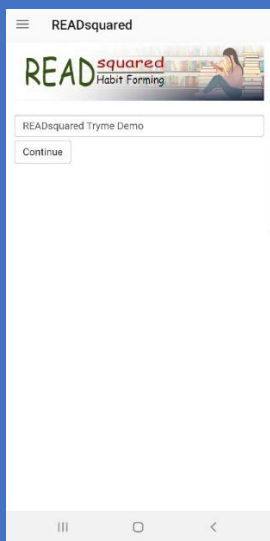 READsquared
READ squared
Habit Forming
READsquared Tryme Demo
Continue